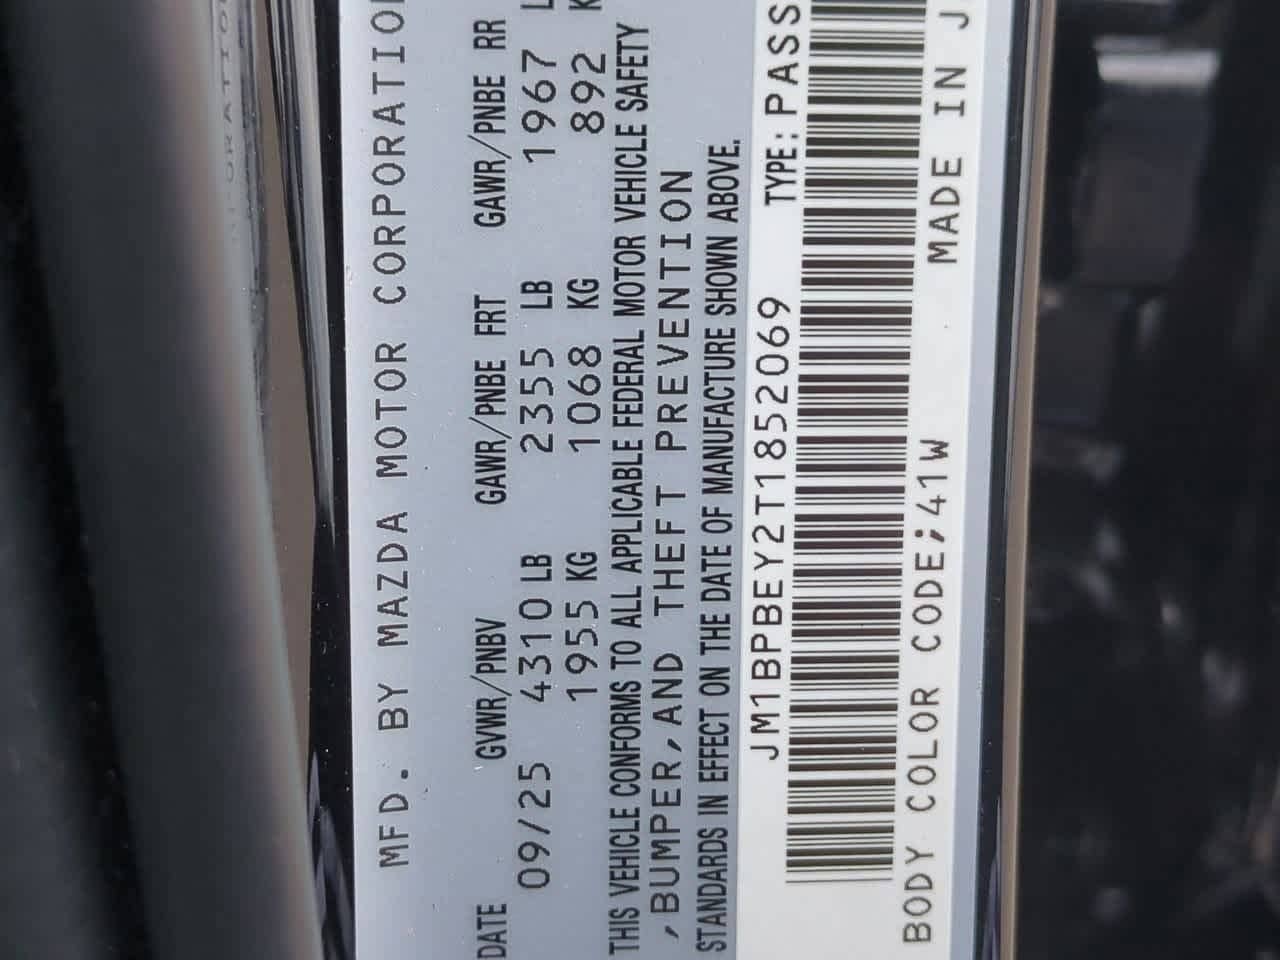 MFD. BY MAZDA MOTOR CORPORATION
DATE GVWR/PNBV GAWR/PNBE FRT GAWR/PNBE RR
09/25 4310 LB 2355 LB 1967 L
1955 KG 1068 KG 892 K
THIS VEHICLE CONFORMS TO ALL APPLICABLE FEDERAL MOTOR VEHICLE SAFETY
,BUMPER,AND THEFT PREVENTION
STANDARDS IN EFFECT ON THE DATE OF MANUFACTURE SHOWN ABOVE.
JM1BPBEY2T1852069 TYPE: PASS
BODY COLOR CODE;41W MADE IN J